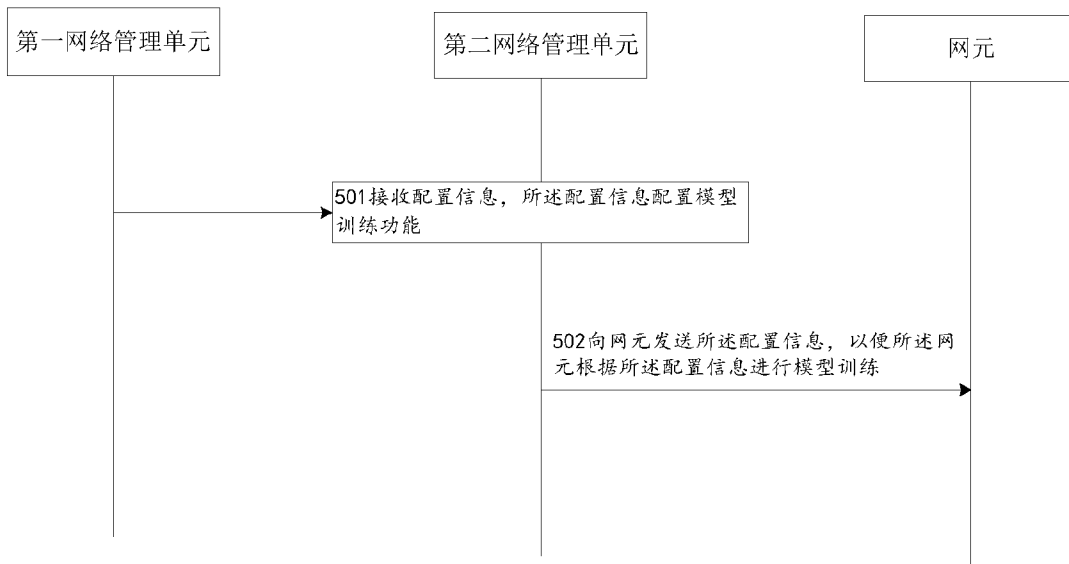 第一网络管理单元
第二网络管理单元
网元
501接收配置信息，所述配置信息配置模型
训练功能
502向网元发送所述配置信息，以便所述网
元根据所述配置信息进行模型训练